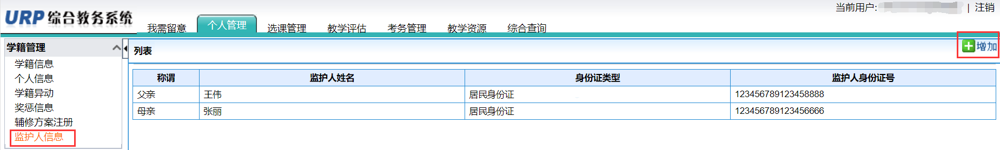 当前用户: | 注销
URP 综合教务系统
我需留意 个人管理 选课管理 教学评估 考务管理 教学资源 综合查询
学籍管理
学籍信息
个人信息
学籍异动
奖惩信息
辅修方案注册
监护人信息
列表 增加
称谓 监护人姓名 身份证类型 监护人身份证号
父亲 王伟 居民身份证 123456789123458888
母亲 张丽 居民身份证 123456789123456666